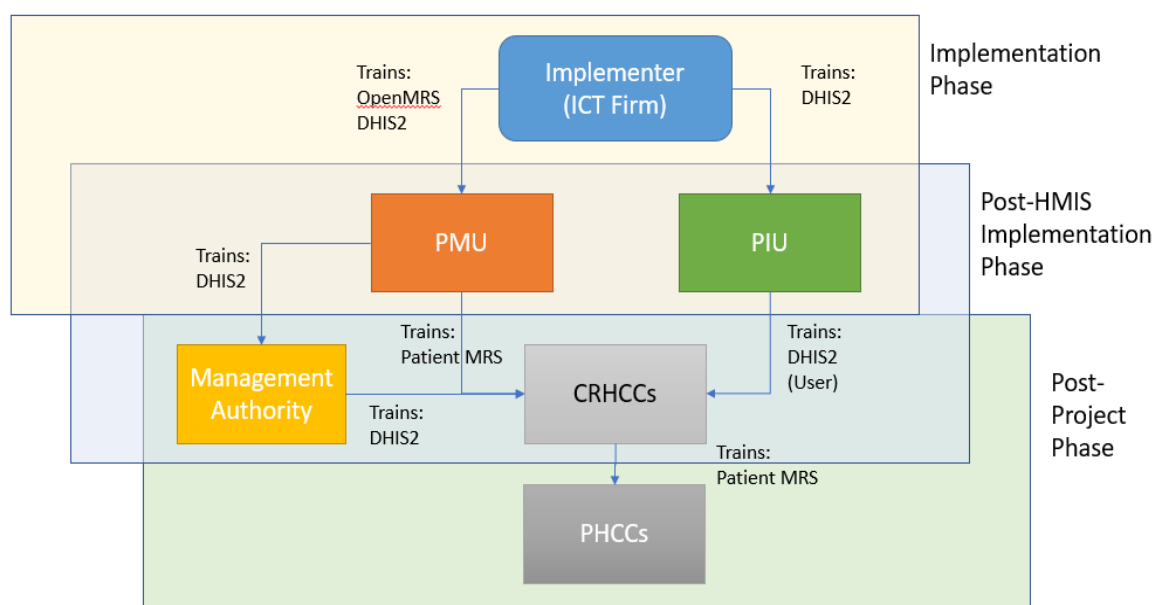 Implementation
Phase
Implementer
(ICT Firm)
Trains:
OpenMRS
DHIS2
Trains:
DHIS2
Post-HMIS
Implementation
Phase
PMU
PIU
Trains:
DHIS2
Trains:
Patient MRS
Trains:
DHIS2
(User)
Management
Authority
CRHCCs
Post-
Project
Phase
Trains:
DHIS2
Trains:
Patient MRS
PHCCs